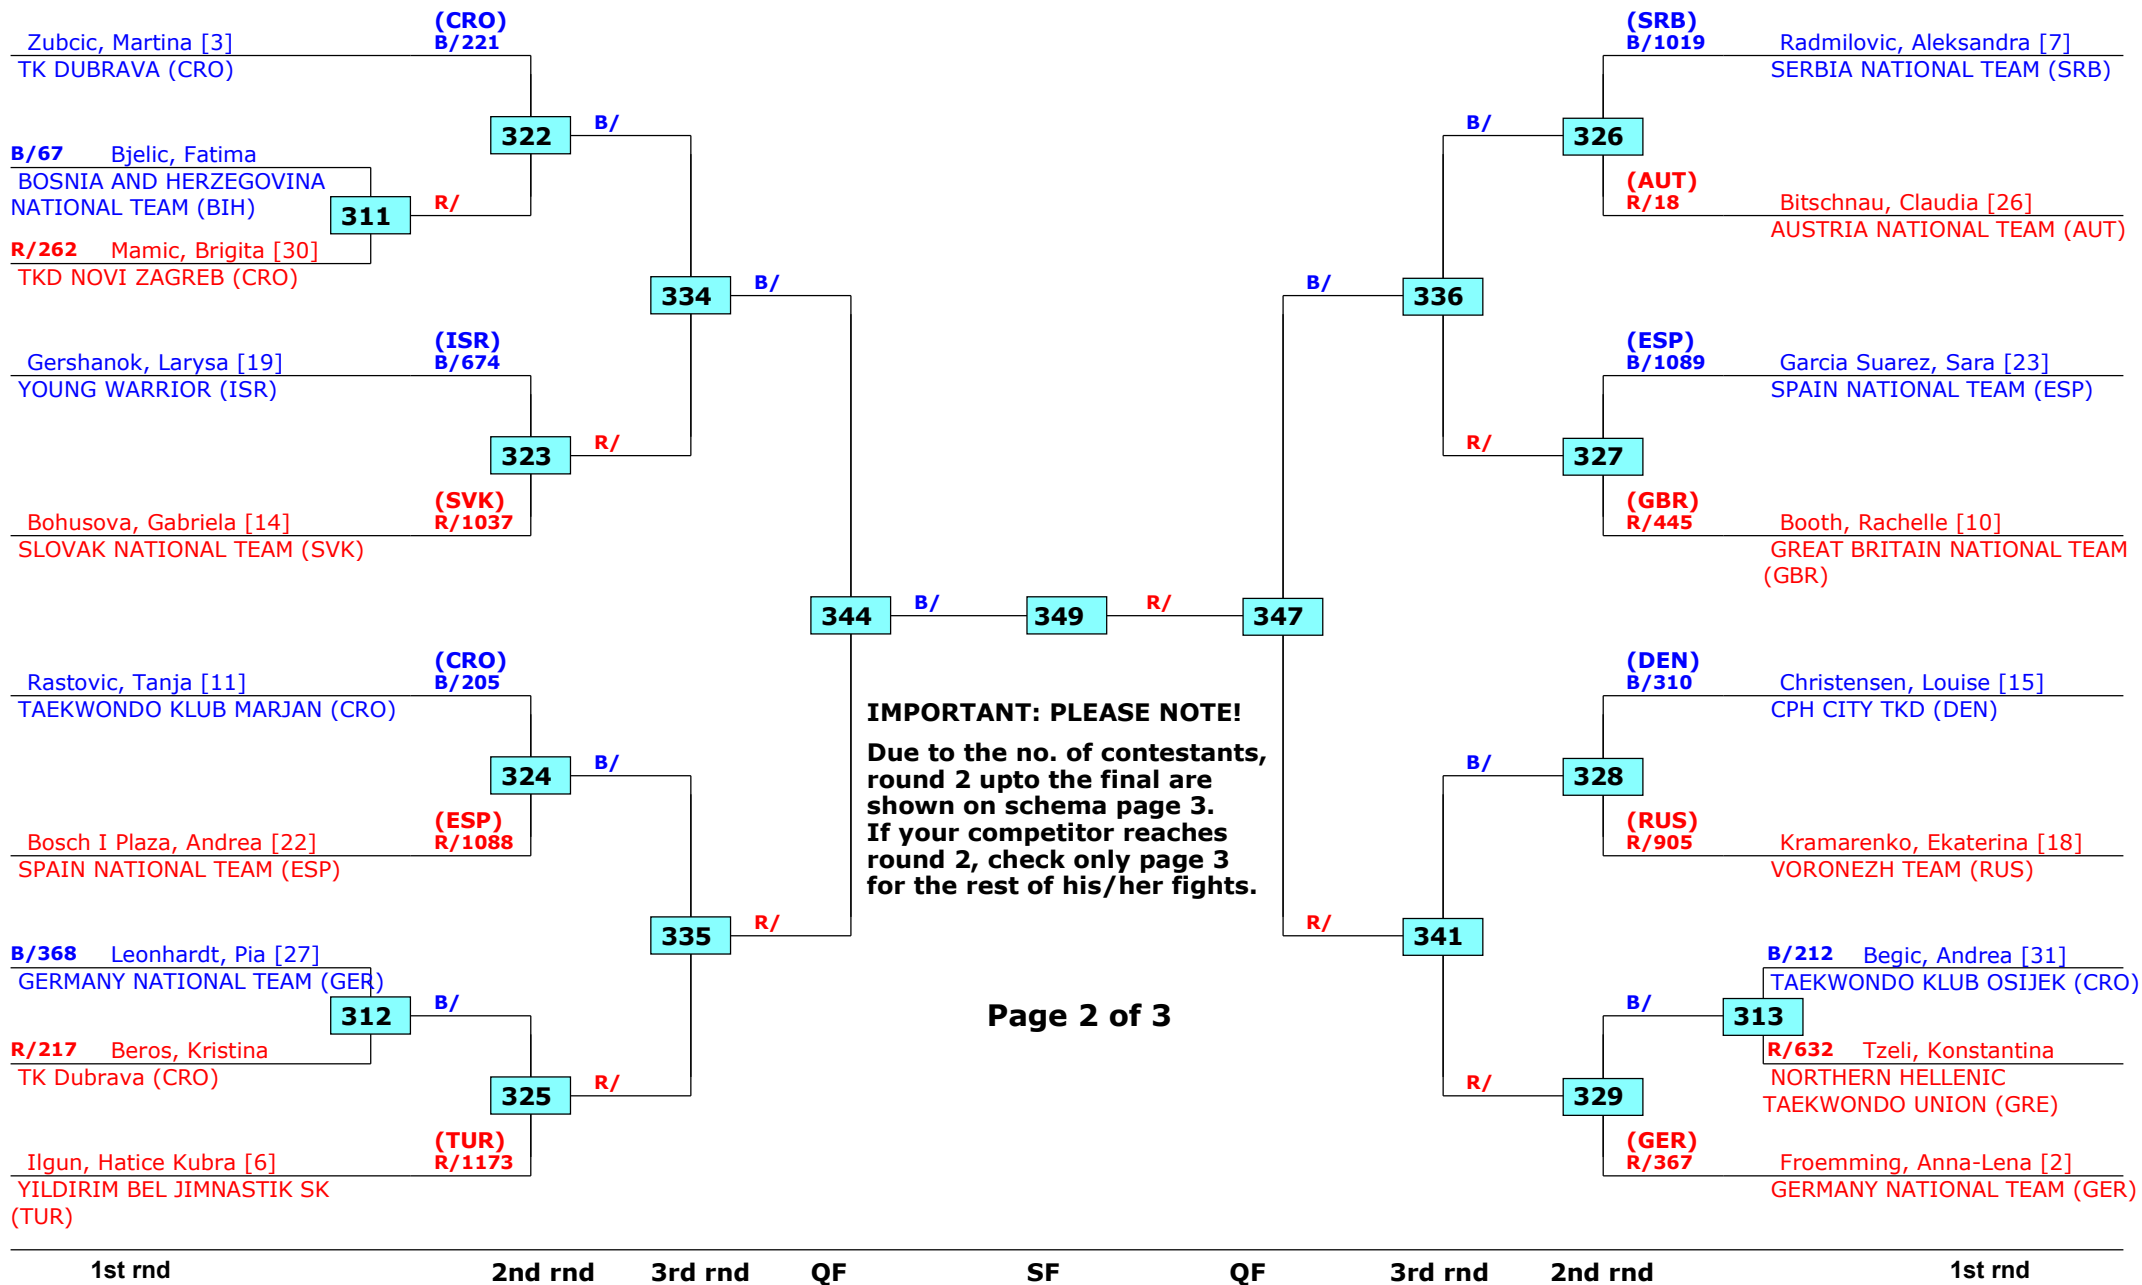 (CRO)
Zubcic, Martina [3] B/221
TK DUBRAVA (CRO)
322
B/
B/67 Bjelic, Fatima
BOSNIA AND HERZEGOVINA
NATIONAL TEAM (BIH)
311
R/
R/262 Mamic, Brigita [30]
TKD NOVI ZAGREB (CRO)
334
B/
(ISR)
Gershanok, Larysa [19] B/674
YOUNG WARRIOR (ISR)
323
R/
(SVK)
Bohusova, Gabriela [14] R/1037
SLOVAK NATIONAL TEAM (SVK)
344
B/
349
R/
347
(CRO)
Rastovic, Tanja [11] B/205
TAEKWONDO KLUB MARJAN (CRO)
324
B/
(ESP)
Bosch I Plaza, Andrea [22] R/1088
SPAIN NATIONAL TEAM (ESP)
335
R/
B/368 Leonhardt, Pia [27]
GERMANY NATIONAL TEAM (GER)
312
B/
R/217 Beros, Kristina
TK Dubrava (CRO)
325
R/
(TUR)
Ilgun, Hatice Kubra [6] R/1173
YILDIRIM BEL JIMNASTIK SK
(TUR)
IMPORTANT: PLEASE NOTE!
Due to the no. of contestants,
round 2 upto the final are
shown on schema page 3.
If your competitor reaches
round 2, check only page 3
for the rest of his/her fights.
Page 2 of 3
(SRB)
B/1019 Radmilovic, Aleksandra [7]
SERBIA NATIONAL TEAM (SRB)
B/
326
(AUT)
R/18 Bitschnau, Claudia [26]
AUSTRIA NATIONAL TEAM (AUT)
B/
336
(ESP)
B/1089 Garcia Suarez, Sara [23]
SPAIN NATIONAL TEAM (ESP)
R/
327
(GBR)
R/445 Booth, Rachelle [10]
GREAT BRITAIN NATIONAL TEAM
(GBR)
(DEN)
B/310 Christensen, Louise [15]
CPH CITY TKD (DEN)
B/
328
(RUS)
R/905 Kramarenko, Ekaterina [18]
VORONEZH TEAM (RUS)
R/
341
B/212 Begic, Andrea [31]
TAEKWONDO KLUB OSIJEK (CRO)
B/
313
R/632 Tzeli, Konstantina
NORTHERN HELLENIC
TAEKWONDO UNION (GRE)
R/
329
(GER)
R/367 Froemming, Anna-Lena [2]
GERMANY NATIONAL TEAM (GER)
1st rnd 2nd rnd 3rd rnd QF SF QF 3rd rnd 2nd rnd 1st rnd